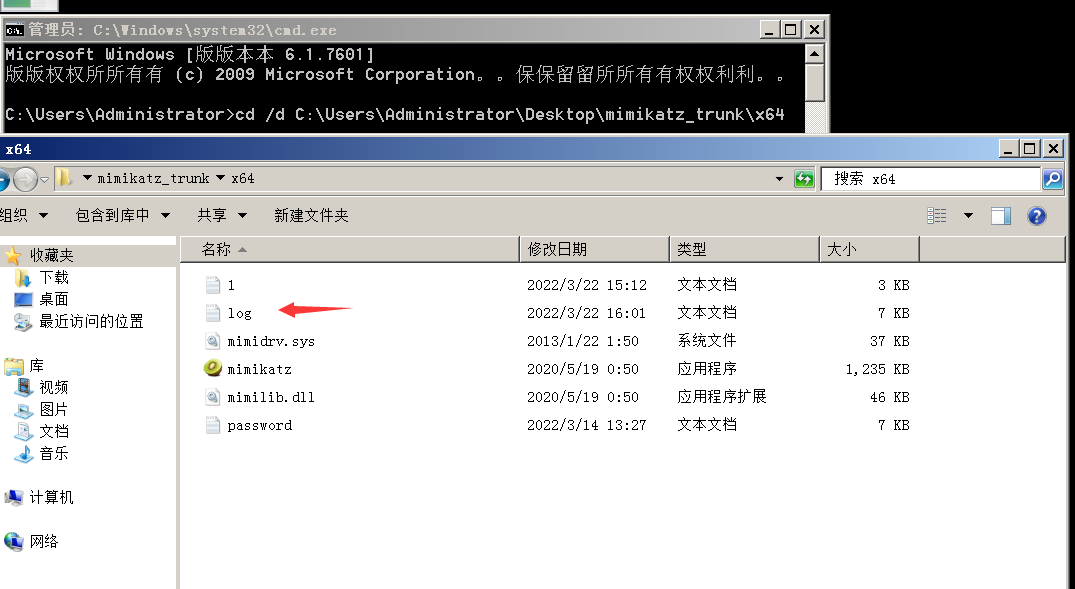 管理员: C:\Windows\system32\cmd.exe
Microsoft Windows [版版本本 6.1.7601]
版版权权所所有有 (c) 2009 Microsoft Corporation。。保保留留所所有有权权利利。。
C:\Users\Administrator>cd /d C:\Users\Administrator\Desktop\mimikatz_trunk\x64
x64
mimikatz_trunk x64
搜索 x64
组织 包含到库中 共享 新建文件夹
名称 修改日期 类型 大小
1 2022/3/22 15:12 文本文档 3 KB
log 2022/3/22 16:01 文本文档 7 KB
mimidrv.sys 2013/1/22 1:50 系统文件 37 KB
mimikatz 2020/5/19 0:50 应用程序 1,235 KB
mimilib.dll 2020/5/19 0:50 应用程序扩展 46 KB
password 2022/3/14 13:27 文本文档 7 KB
收藏夹
下载
桌面
最近访问的位置
库
视频
图片
文档
音乐
计算机
网络